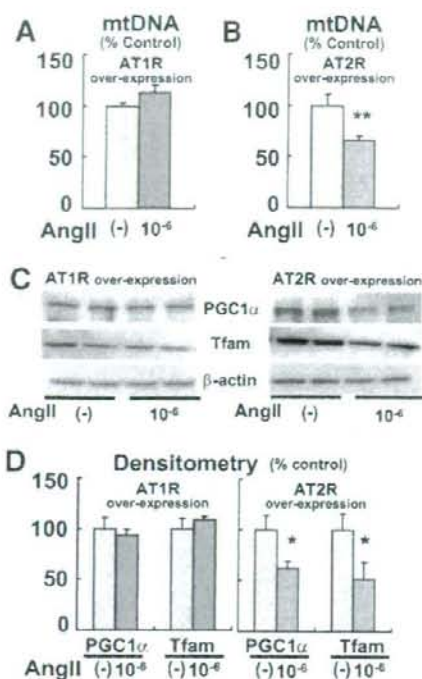 A
mtDNA
(% Control)
AT1R
over-expression
150
100
50
0
AngII (-) 10⁻⁶
B
mtDNA
(% Control)
AT2R
over-expression
150
100
50
0
**
(-) 10⁻⁶
C
AT1R over-expression
AT2R over-expression
PGC1α
Tfam
β-actin
AngII (-) 10⁻⁶
(-) 10⁻⁶
D
Densitometry (% control)
150
100
50
0
AT1R
over-expression
AT2R
over-expression
* *
PGC1α Tfam PGC1α Tfam
AngII (-) 10⁻⁶ (-) 10⁻⁶ (-) 10⁻⁶ (-) 10⁻⁶